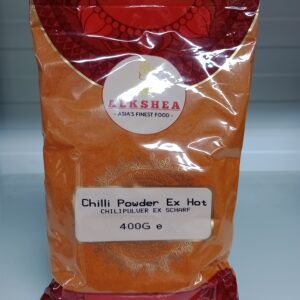 ALKSHEA
- ASIA'S FINEST FOOD -
Chilli Powder Ex Hot
CHILIPULVER EX SCHARF
400G e